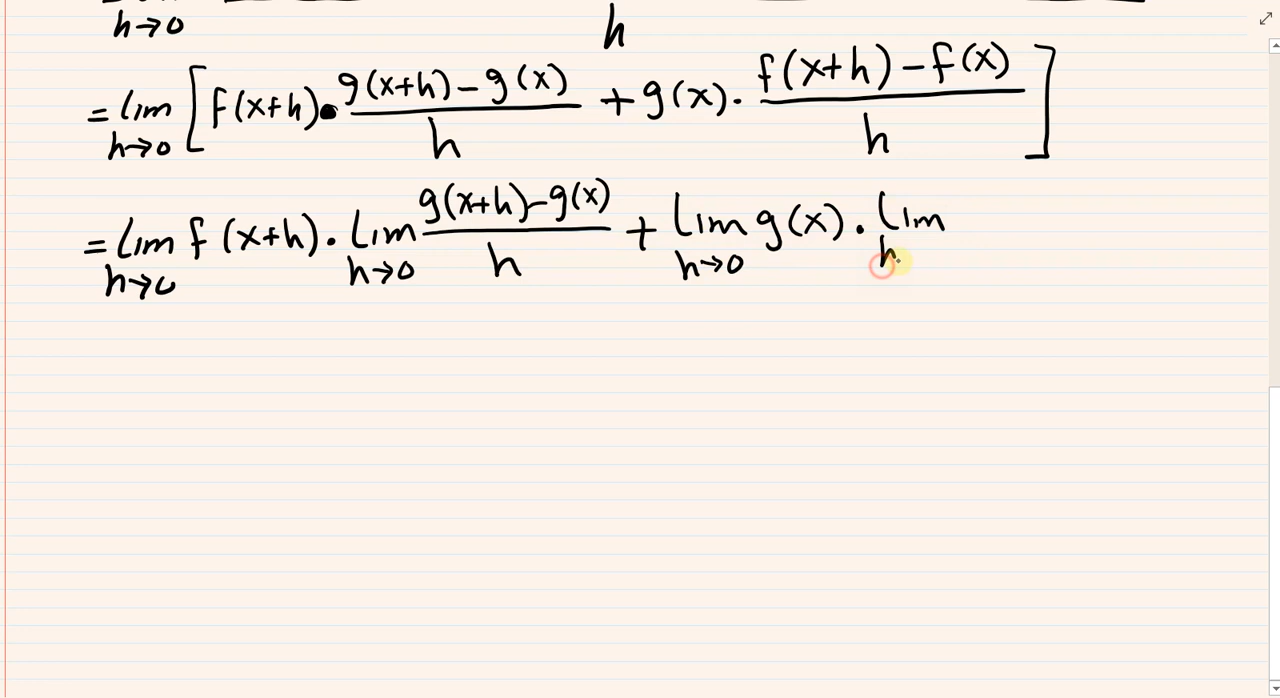 h→0 h
= lim h→0 [ f(x+h) • g(x+h) − g(x) / h + g(x) · f(x+h) − f(x) / h ]
= Lim h→0 f(x+h) · Lim h→0 g(x+h) − g(x) / h + Lim h→0 g(x) · Lim h